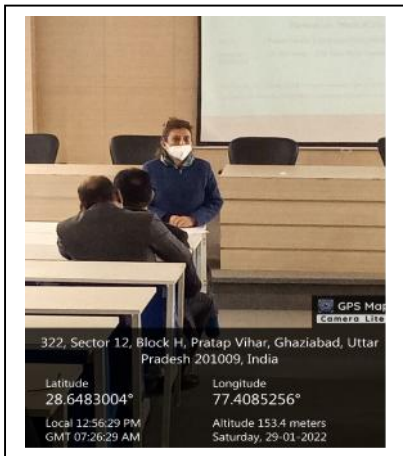 GPS Map
Camera Lite
322, Sector 12, Block H, Pratap Vihar, Ghaziabad, Uttar
Pradesh 201009, India
Latitude
28.6483004°
Longitude
77.4085256°
Local 12:56:29 PM
GMT 07:26:29 AM
Altitude 153.4 meters
Saturday, 29-01-2022